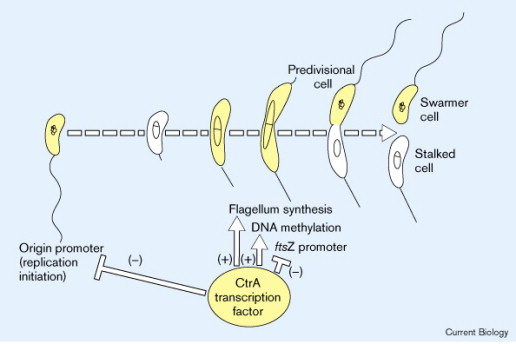 Predivisional
cell
Swarmer
cell
Stalked
cell
Flagellum synthesis
DNA methylation
ftsZ promoter
Origin promoter
(replication
initiation)
(–)
(+)
(+)
(–)
CtrA
transcription
factor
Current Biology